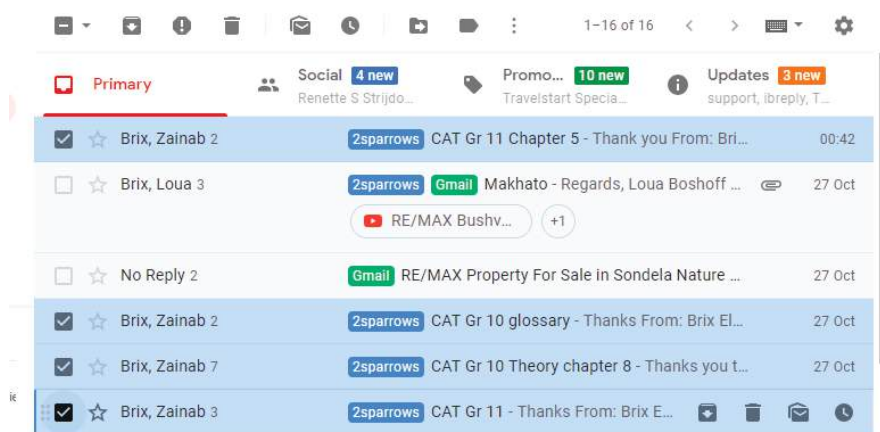 1–16 of 16
Primary
Social 4 new
Renette S Strijdo...
Promo... 10 new
Travelstart Specia...
Updates 3 new
support, ibreply, T...
Brix, Zainab 2 2sparrows CAT Gr 11 Chapter 5 - Thank you From: Bri... 00:42
Brix, Loua 3 2sparrows Gmail Makhato - Regards, Loua Boshoff ... 27 Oct
RE/MAX Bushv... +1
No Reply 2 Gmail RE/MAX Property For Sale in Sondela Nature ... 27 Oct
Brix, Zainab 2 2sparrows CAT Gr 10 glossary - Thanks From: Brix El... 27 Oct
Brix, Zainab 7 2sparrows CAT Gr 10 Theory chapter 8 - Thanks you t... 27 Oct
Brix, Zainab 3 2sparrows CAT Gr 11 - Thanks From: Brix E...